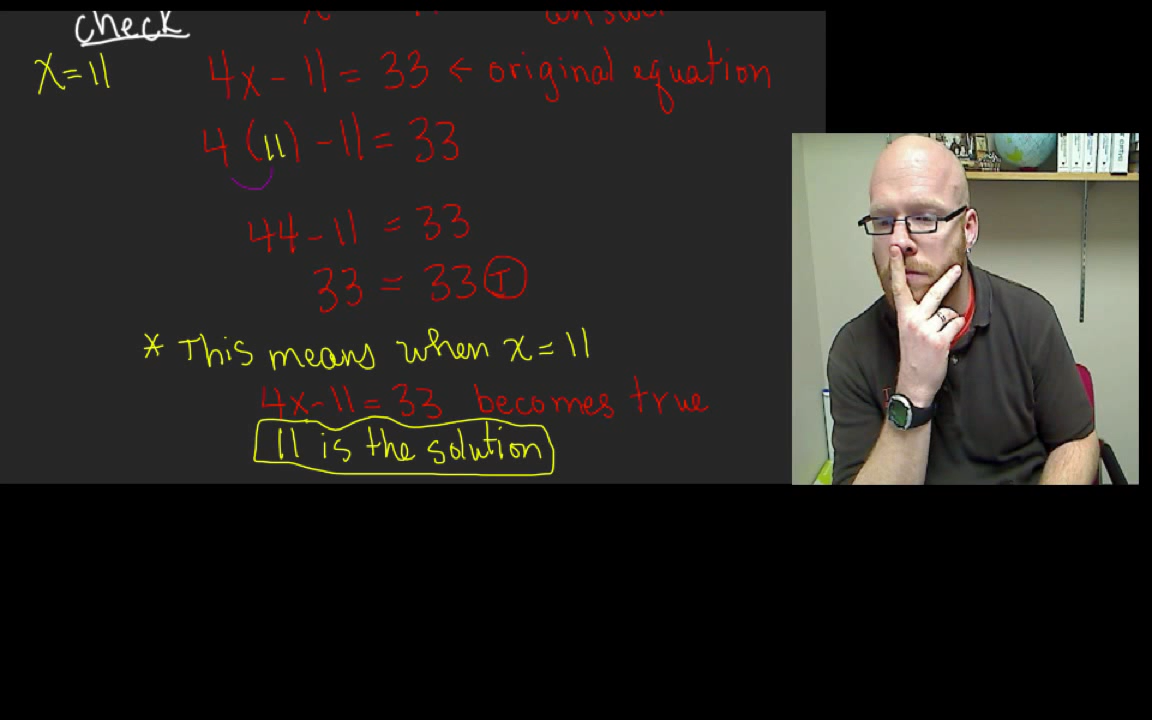 check
x = 11
4x - 11 = 33 ← original equation
4 (11) - 11 = 33
44 - 11 = 33
33 = 33 T
* This means when x = 11
4x - 11 = 33 becomes true
11 is the solution